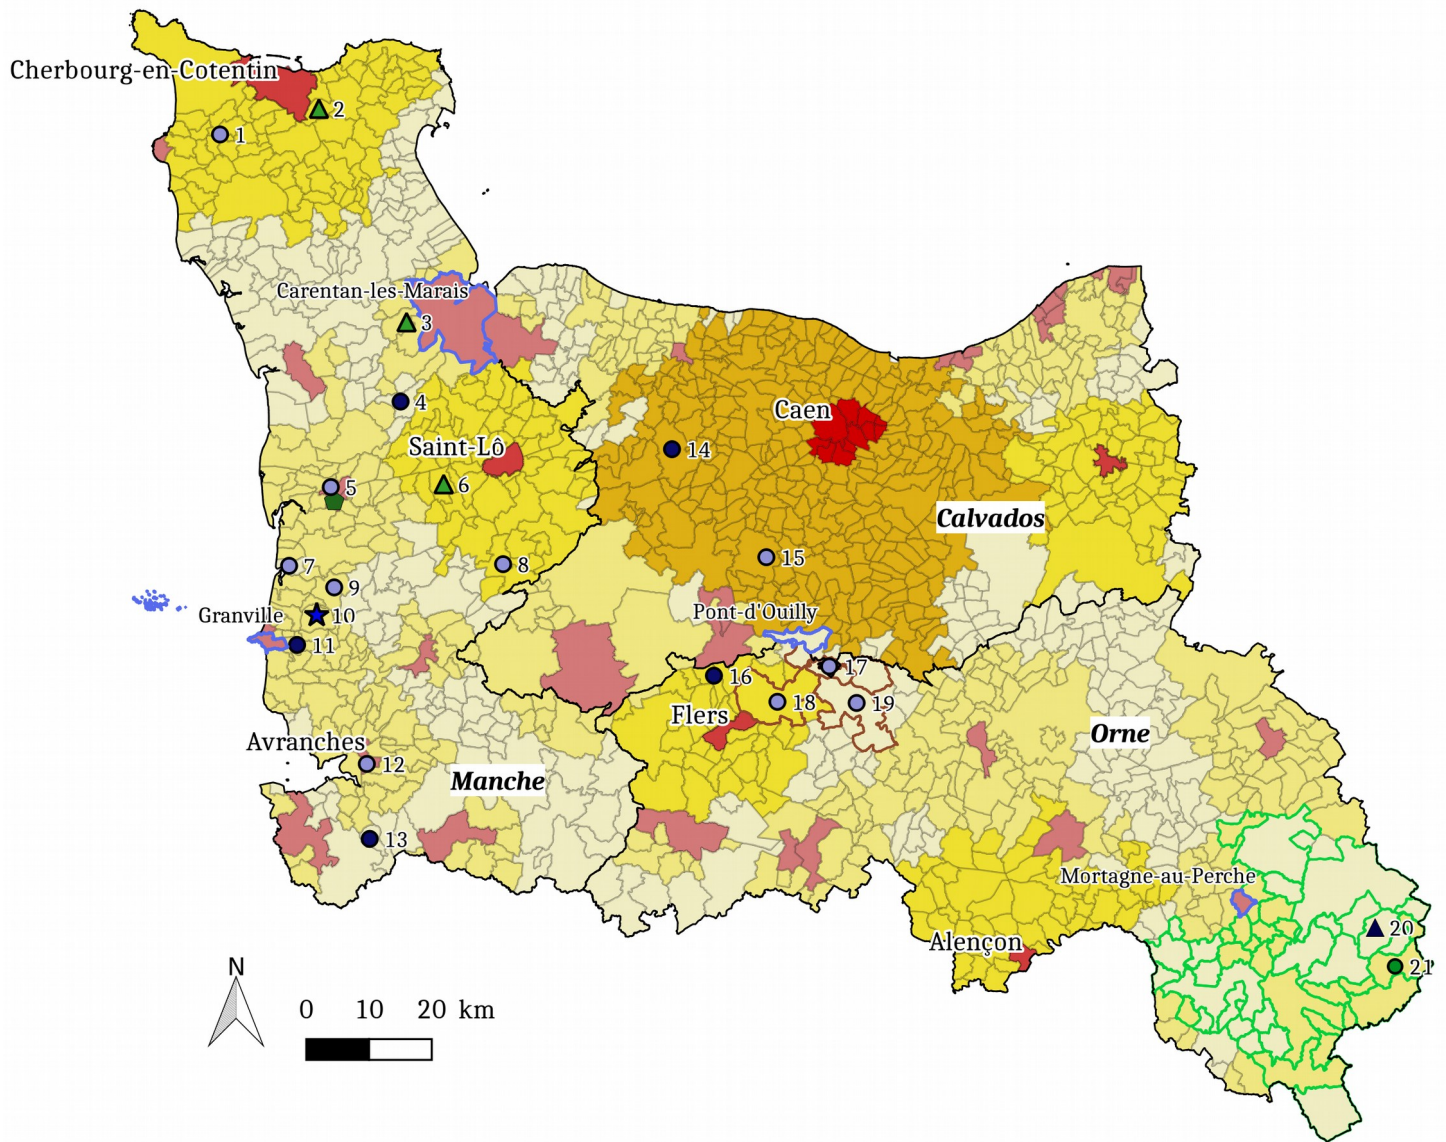 Cherbourg-en-Cotentin
2
1
Carentan-les-Marais
3
4
Caen
Saint-Lô
14
6
5
Calvados
15
7
8
9
Granville
10
Pont-d'Ouilly
11
17
16
18
19
Flers
Orne
Avranches
12
Manche
13
Mortagne-au-Perche
20
Alençon
21
N
0 10 20 km